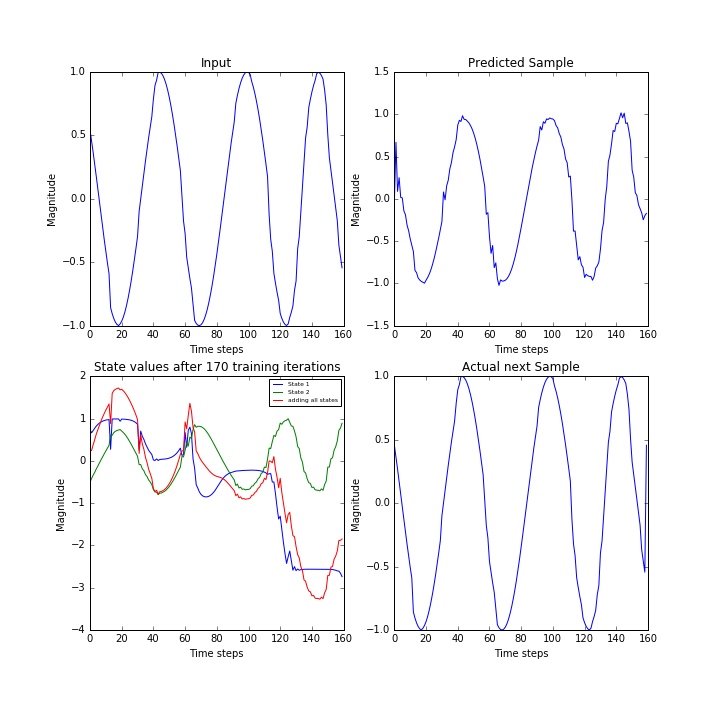 Input
1.0
0.5
0.0
−0.5
−1.0
Magnitude
0 20 40 60 80 100 120 140 160
Time steps
Predicted Sample
1.5
1.0
0.5
0.0
−0.5
−1.0
−1.5
Magnitude
0 20 40 60 80 100 120 140 160
Time steps
State values after 170 training iterations
2
1
0
−1
−2
−3
−4
Magnitude
State 1
State 2
adding all states
0 20 40 60 80 100 120 140 160
Time steps
Actual next Sample
1.0
0.5
0.0
−0.5
−1.0
Magnitude
0 20 40 60 80 100 120 140 160
Time steps